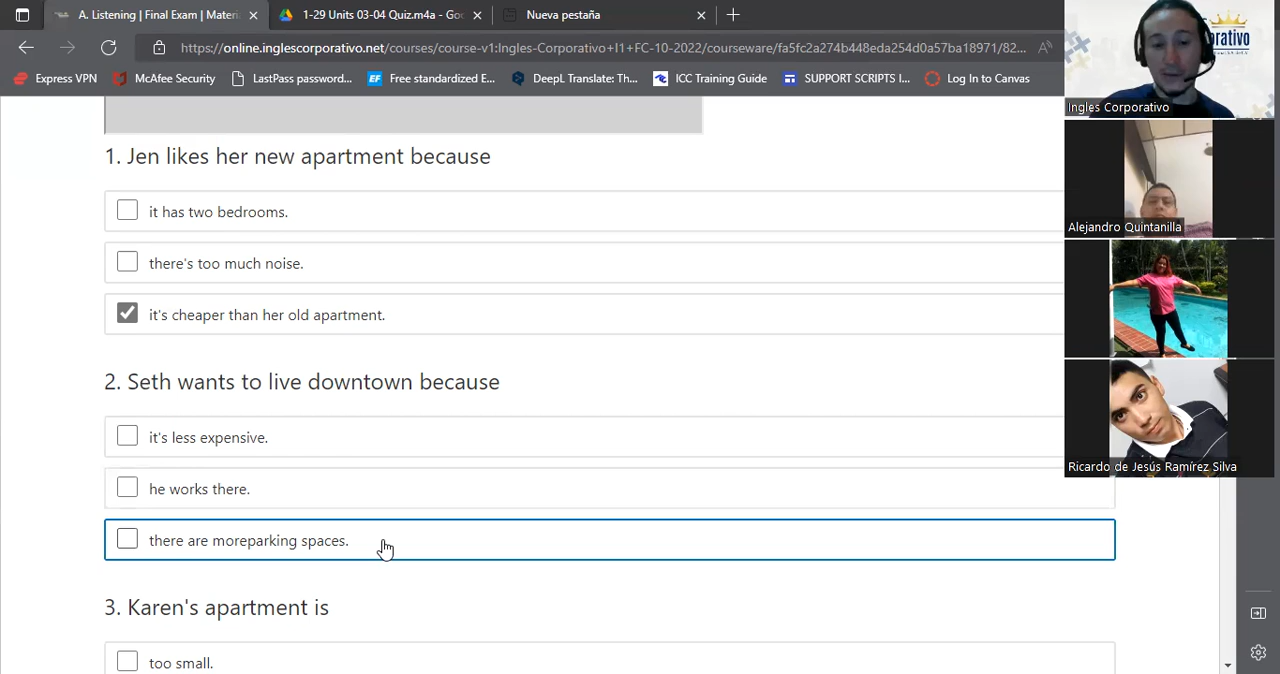 A. Listening | Final Exam | Materi
1-29 Units 03-04 Quiz.m4a - Goo
Nueva pestaña
https://online.inglescorporativo.net/courses/course-v1:Ingles-Corporativo+I1+FC-10-2022/courseware/fa5fc2a274b448eda254d0a57ba18971/82...
Express VPN
McAfee Security
LastPass password...
EF
Free standardized E...
DeepL Translate: Th...
ICC Training Guide
SUPPORT SCRIPTS I...
Log In to Canvas
1. Jen likes her new apartment because
it has two bedrooms.
there's too much noise.
it's cheaper than her old apartment.
2. Seth wants to live downtown because
it's less expensive.
he works there.
there are moreparking spaces.
3. Karen's apartment is
too small.
orativo
Ingles Corporativo
Alejandro Quintanilla
Ricardo de Jesús Ramírez Silva